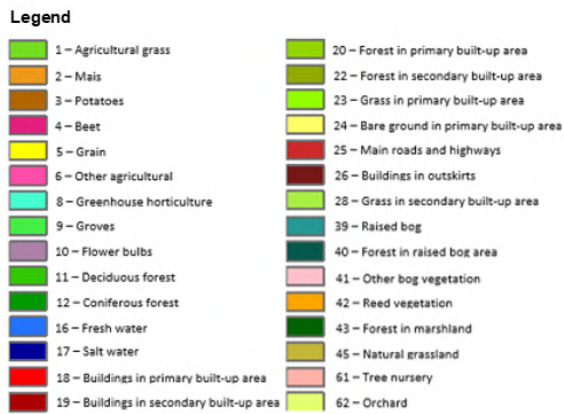 Legend
1 – Agricultural grass
2 – Mais
3 – Potatoes
4 – Beet
5 – Grain
6 – Other agricultural
8 – Greenhouse horticulture
9 – Groves
10 – Flower bulbs
11 – Deciduous forest
12 – Coniferous forest
16 – Fresh water
17 – Salt water
18 – Buildings in primary built-up area
19 – Buildings in secondary built-up area
20 – Forest in primary built-up area
22 – Forest in secondary built-up area
23 – Grass in primary built-up area
24 – Bare ground in primary built-up area
25 – Main roads and highways
26 – Buildings in outskirts
28 – Grass in secondary built-up area
39 – Raised bog
40 – Forest in raised bog area
41 – Other bog vegetation
42 – Reed vegetation
43 – Forest in marshland
45 – Natural grassland
61 – Tree nursery
62 – Orchard